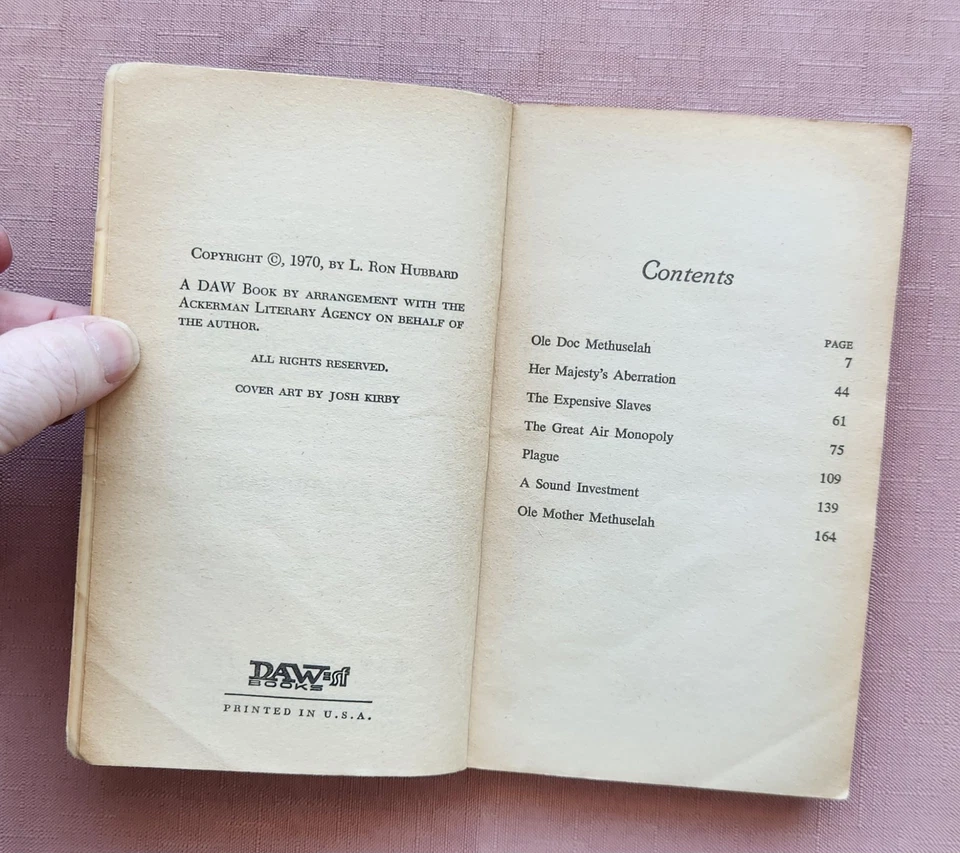 COPYRIGHT ©, 1970, BY L. RON HUBBARD
A DAW BOOK BY ARRANGEMENT WITH THE
ACKERMAN LITERARY AGENCY ON BEHALF OF
THE AUTHOR.
ALL RIGHTS RESERVED.
COVER ART BY JOSH KIRBY
DAW=sf
BOOKS
PRINTED IN U.S.A.
Contents
PAGE
Ole Doc Methuselah 7
Her Majesty's Aberration 44
The Expensive Slaves 61
The Great Air Monopoly 75
Plague 109
A Sound Investment 139
Ole Mother Methuselah 164